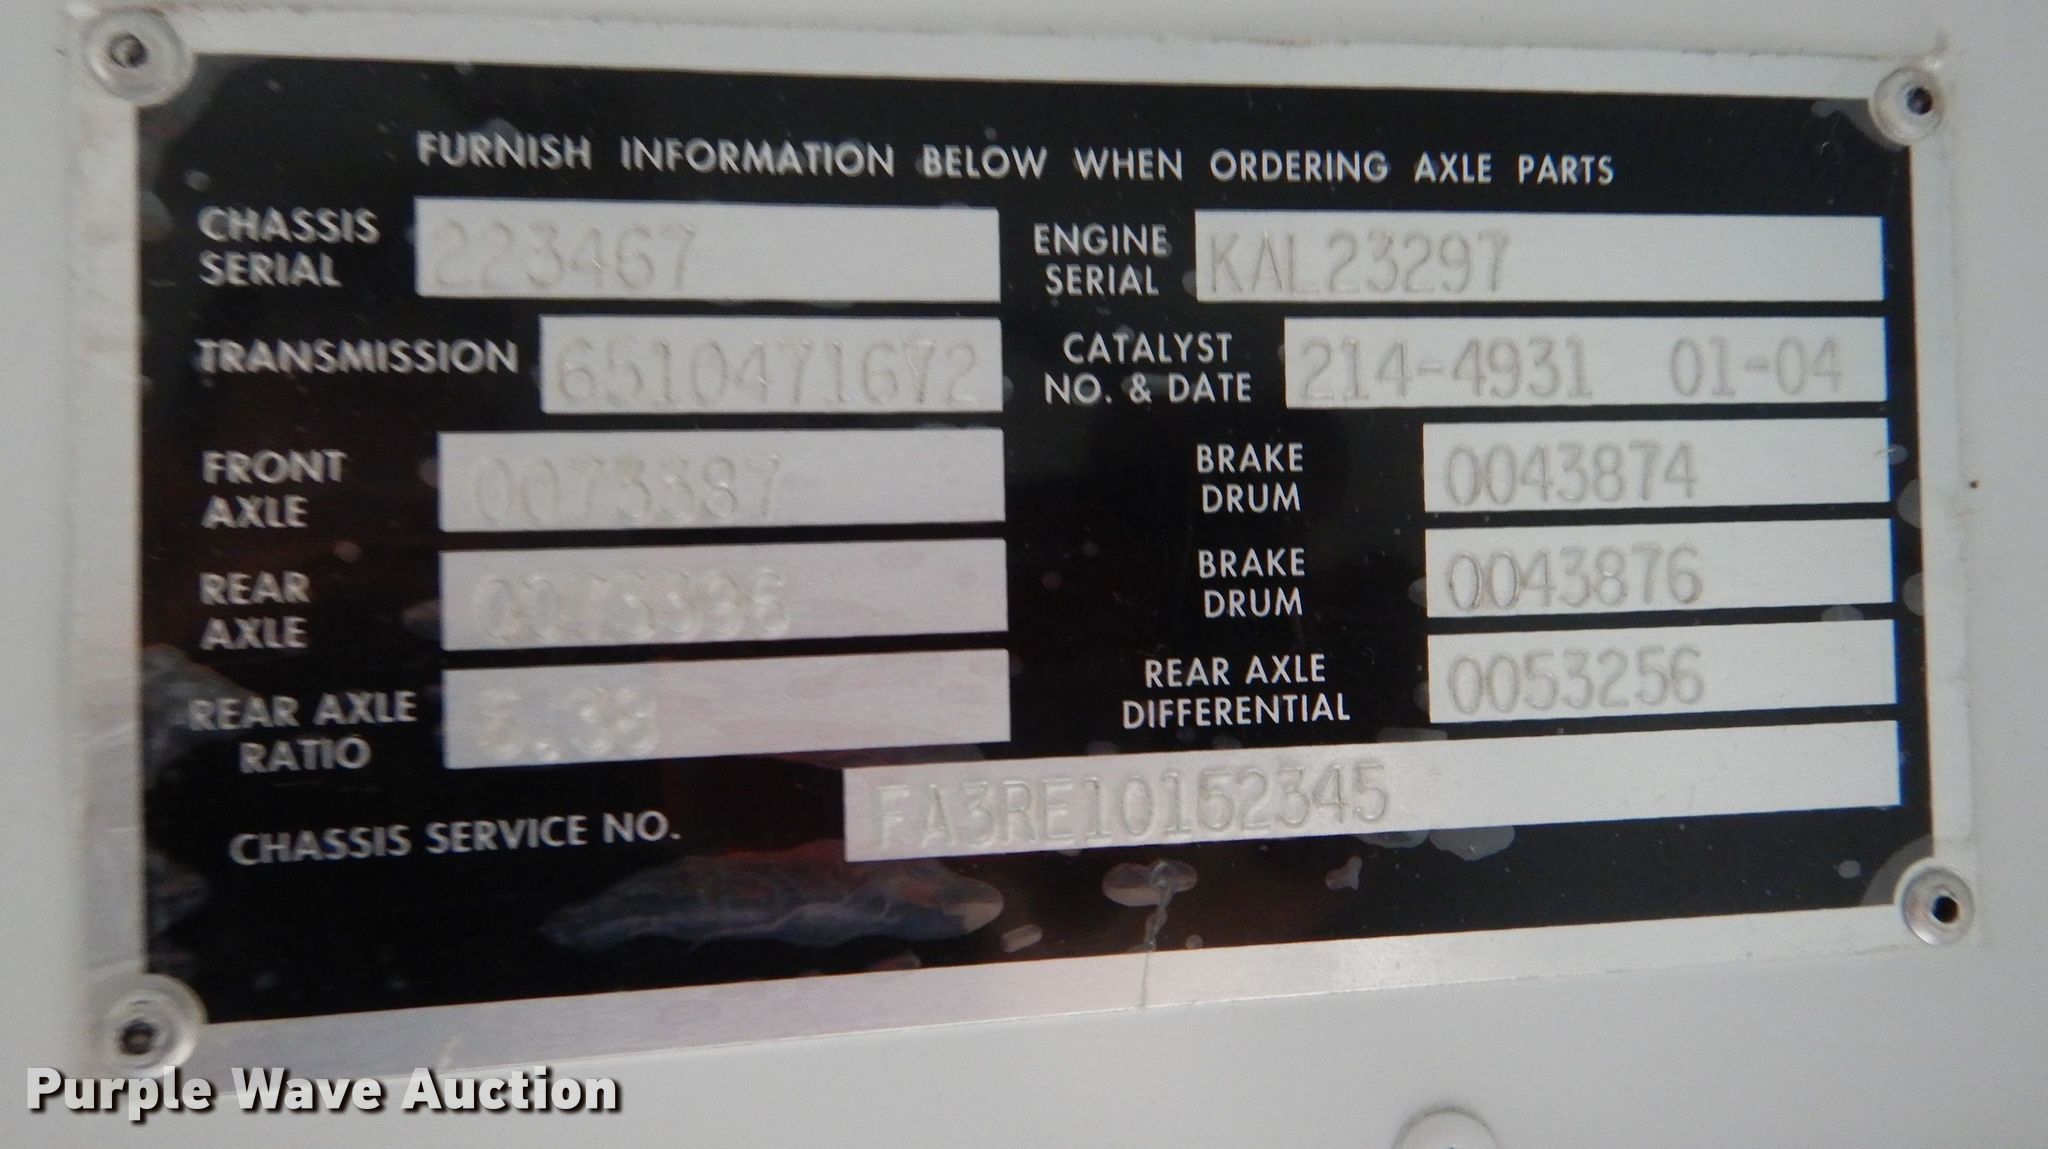 FURNISH INFORMATION BELOW WHEN ORDERING AXLE PARTS
CHASSIS SERIAL 223467
ENGINE SERIAL KAL23297
TRANSMISSION 6510471672
CATALYST NO. & DATE 214-4931 01-04
FRONT AXLE 0073387
BRAKE DRUM 0043874
REAR AXLE
BRAKE DRUM 0043876
REAR AXLE RATIO 5.38
REAR AXLE DIFFERENTIAL 0053256
CHASSIS SERVICE NO. FA3RE10152345
Purple Wave Auction